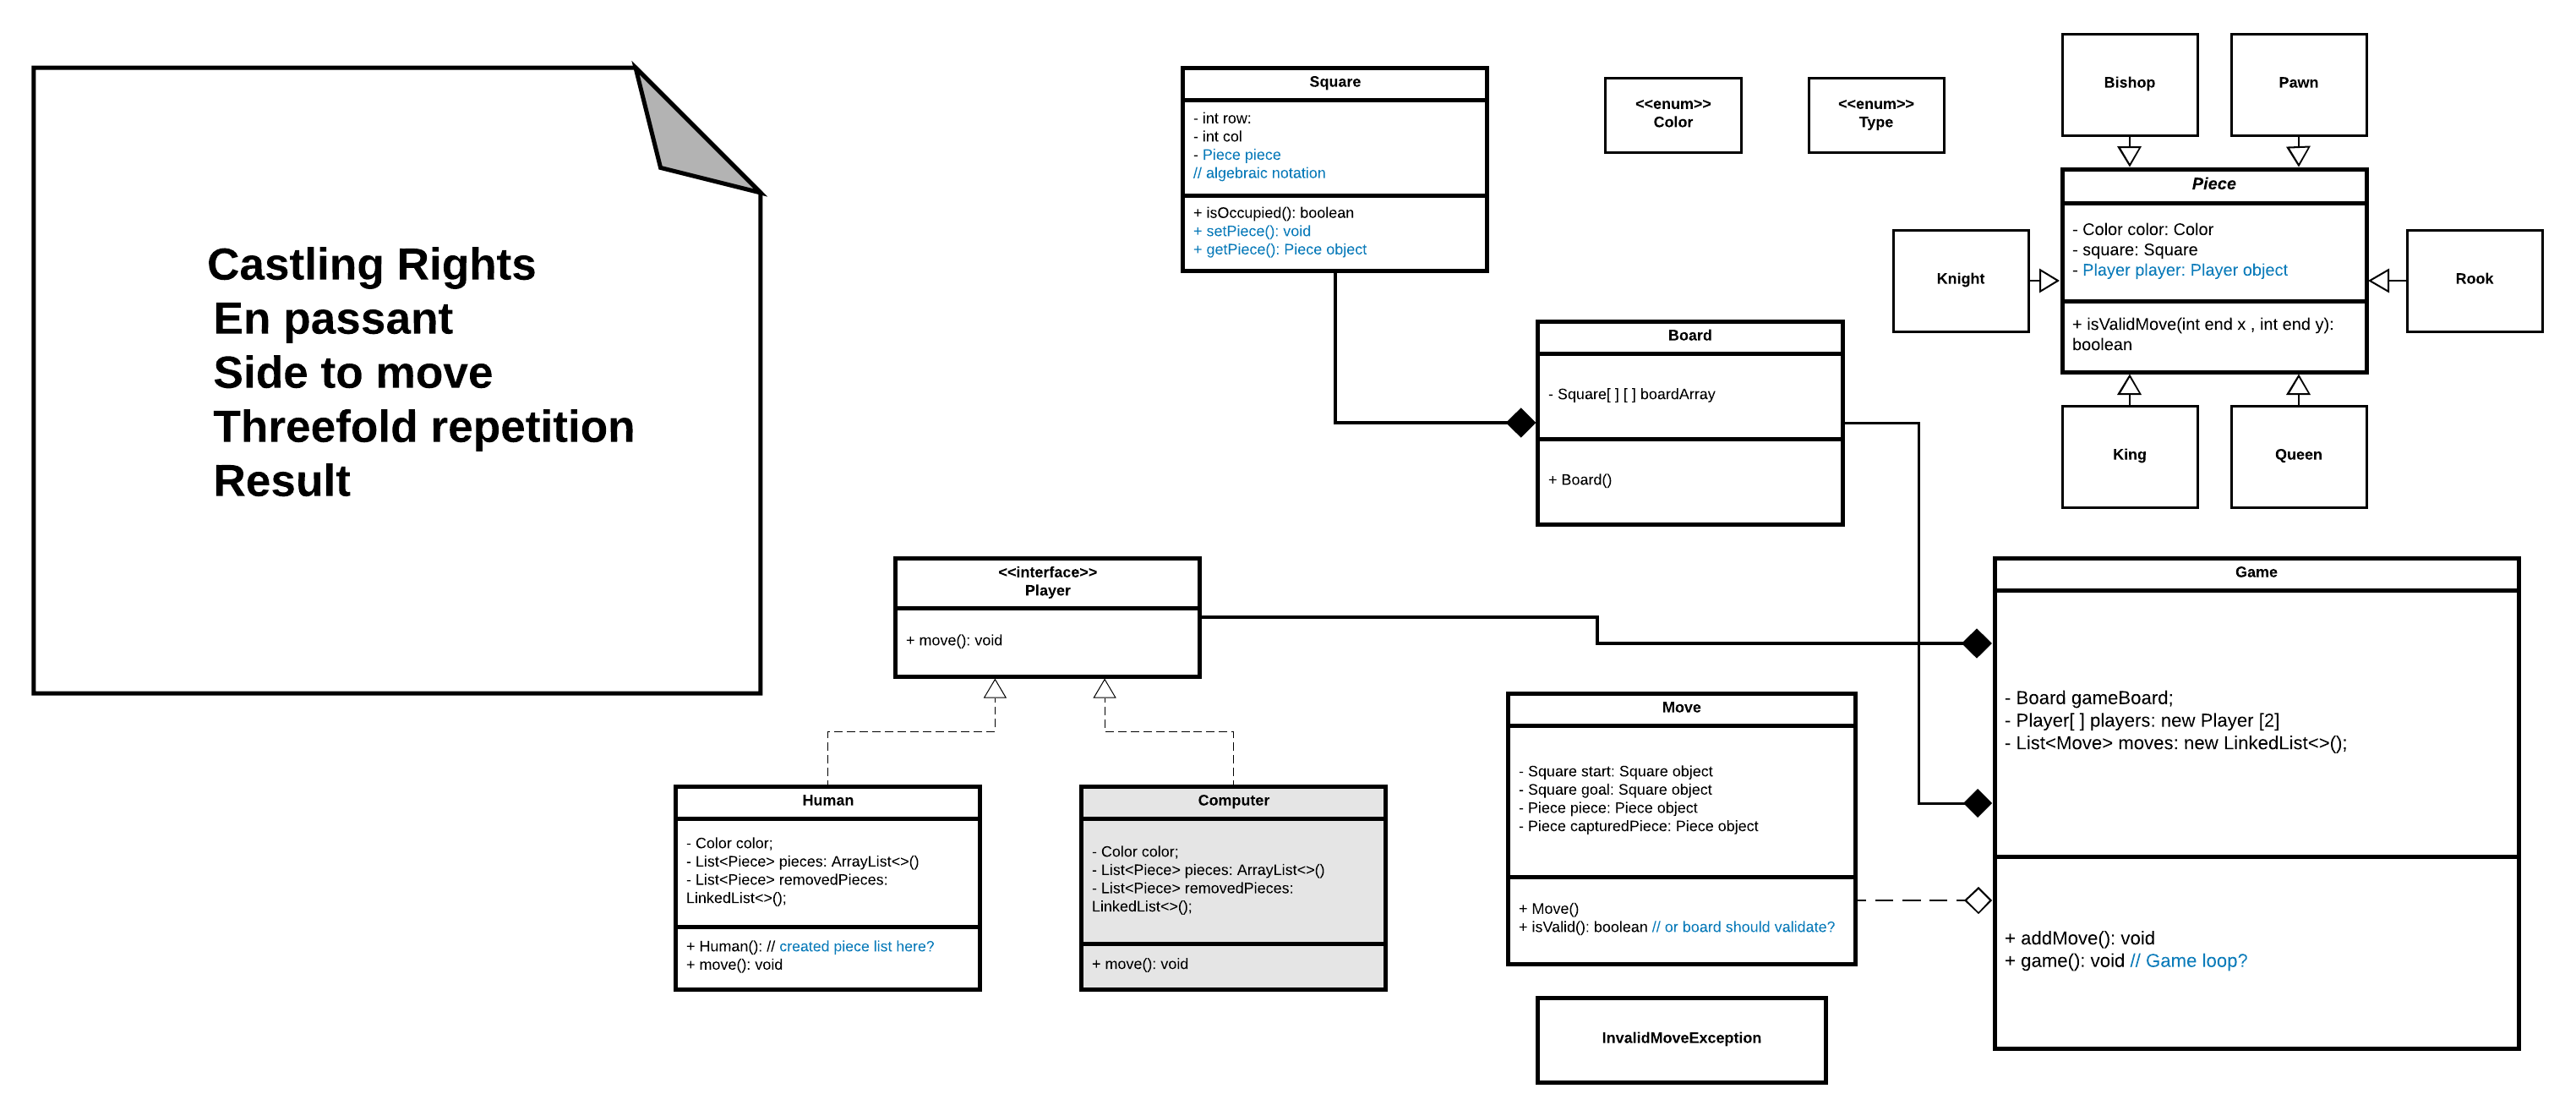 Castling Rights
En passant
Side to move
Threefold repetition
Result
Square
- int row:
- int col
- Piece piece
// algebraic notation
+ isOccupied(): boolean
+ setPiece(): void
+ getPiece(): Piece object
<<enum>>
Color
<<enum>>
Type
Bishop
Pawn
Piece
- Color color: Color
- square: Square
- Player player: Player object
+ isValidMove(int end x , int end y):
boolean
Knight
Rook
King
Queen
Board
- Square[ ] [ ] boardArray
+ Board()
<<interface>>
Player
+ move(): void
Human
- Color color;
- List<Piece> pieces: ArrayList<>()
- List<Piece> removedPieces:
LinkedList<>();
+ Human(): // created piece list here?
+ move(): void
Computer
- Color color;
- List<Piece> pieces: ArrayList<>()
- List<Piece> removedPieces:
LinkedList<>();
+ move(): void
Move
- Square start: Square object
- Square goal: Square object
- Piece piece: Piece object
- Piece capturedPiece: Piece object
+ Move()
+ isValid(): boolean // or board should validate?
InvalidMoveException
Game
- Board gameBoard;
- Player[ ] players: new Player [2]
- List<Move> moves: new LinkedList<>();
+ addMove(): void
+ game(): void // Game loop?